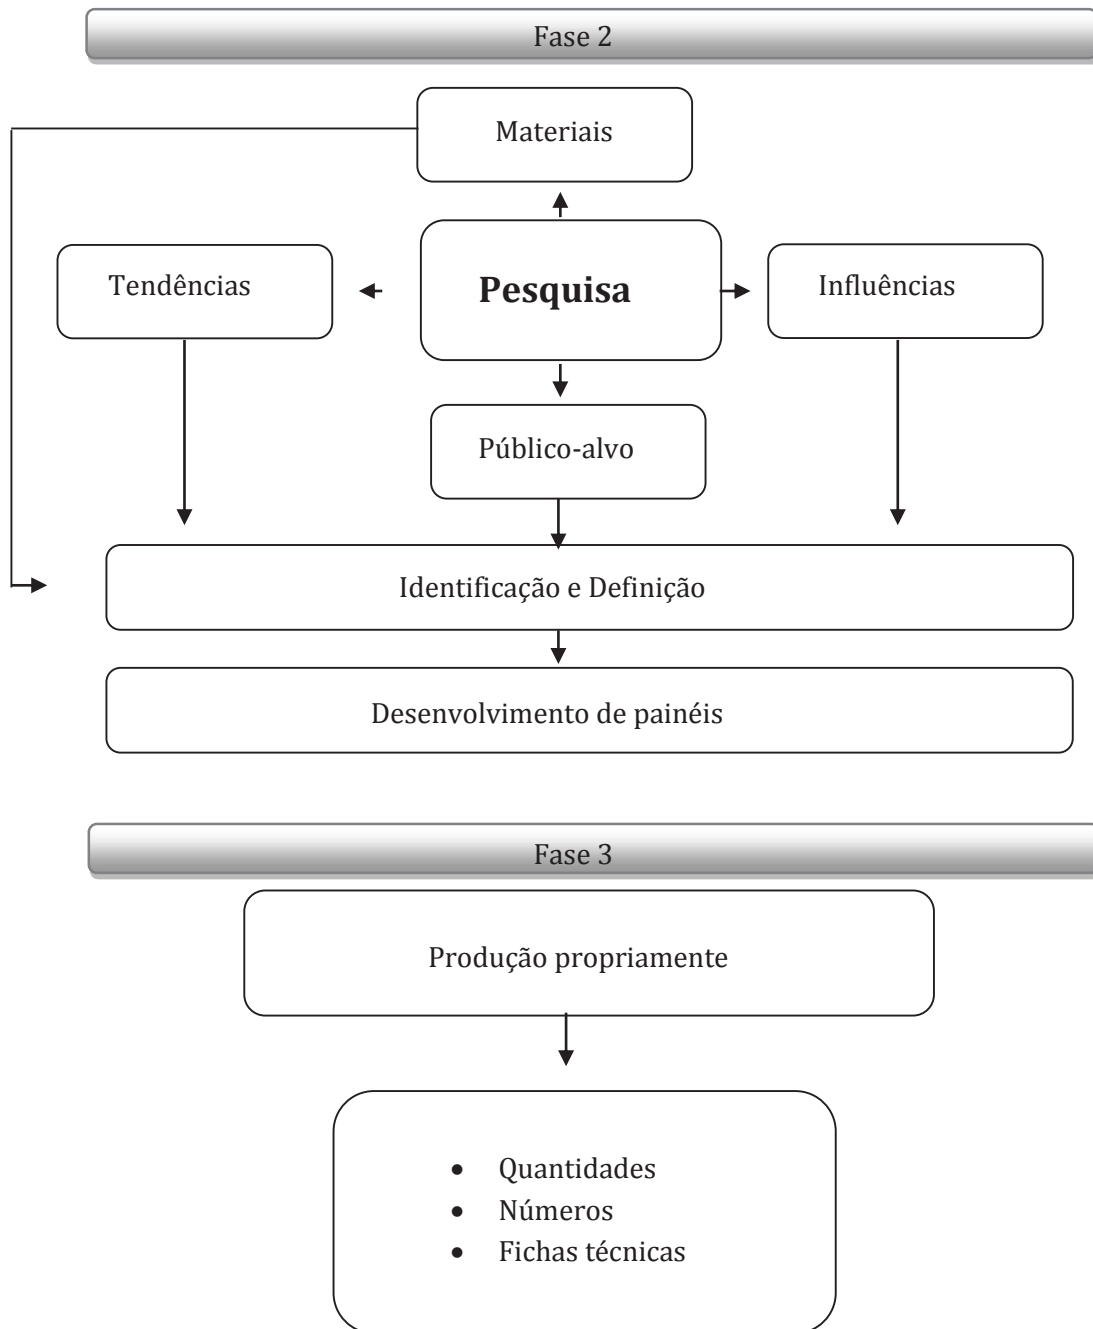 Fase 2
Materiais
Tendências
Pesquisa
Influências
Público-alvo
Identificação e Definição
Desenvolvimento de painéis
Fase 3
Produção propriamente
• Quantidades
• Números
• Fichas técnicas